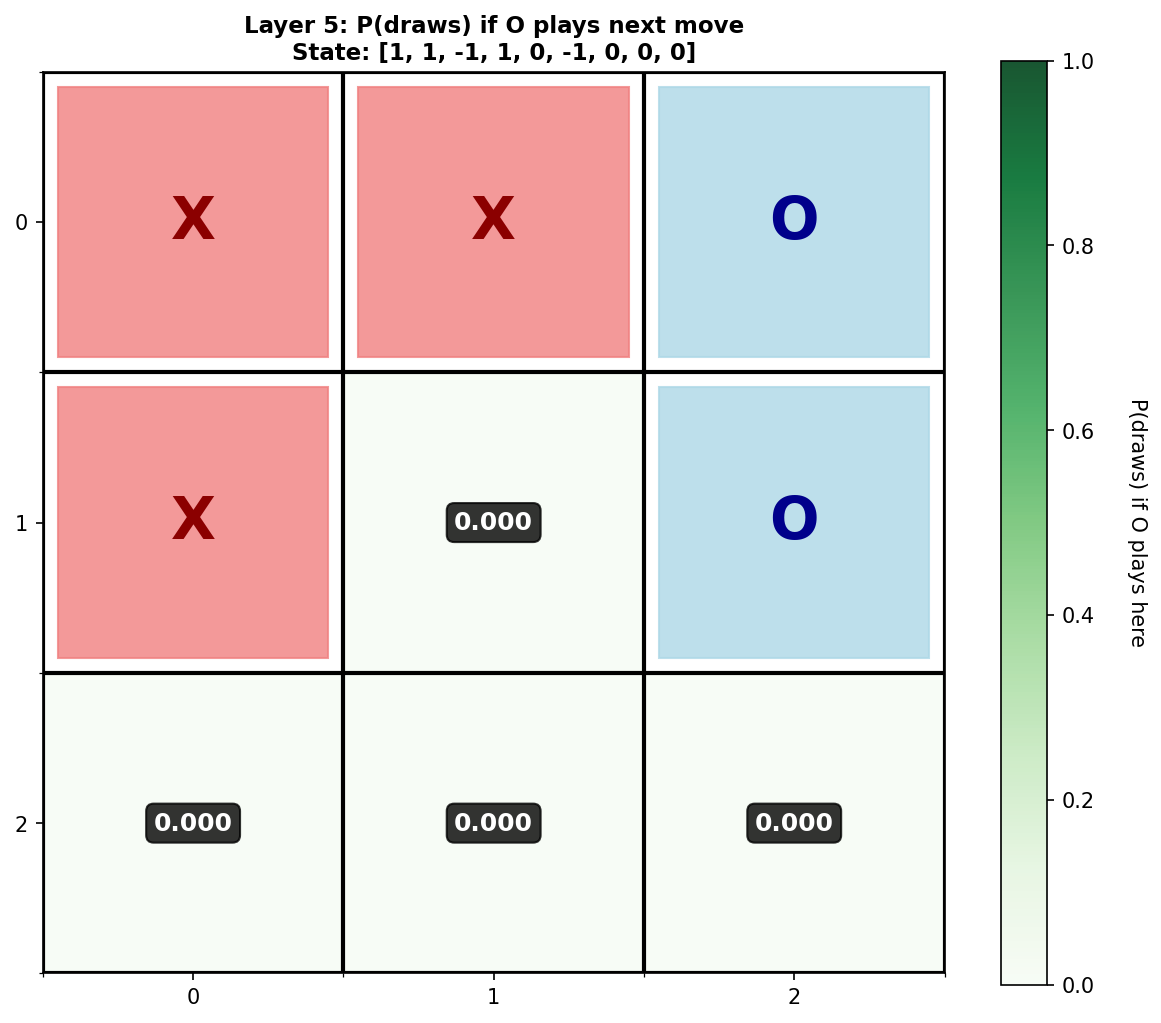 Layer 5: P(draws) if O plays next move
State: [1, 1, -1, 1, 0, -1, 0, 0, 0]
X
X
O
X
0.000
O
0.000
0.000
0.000
0
1
2
0
1
2
1.0
0.8
0.6
0.4
0.2
0.0
P(draws) if O plays here